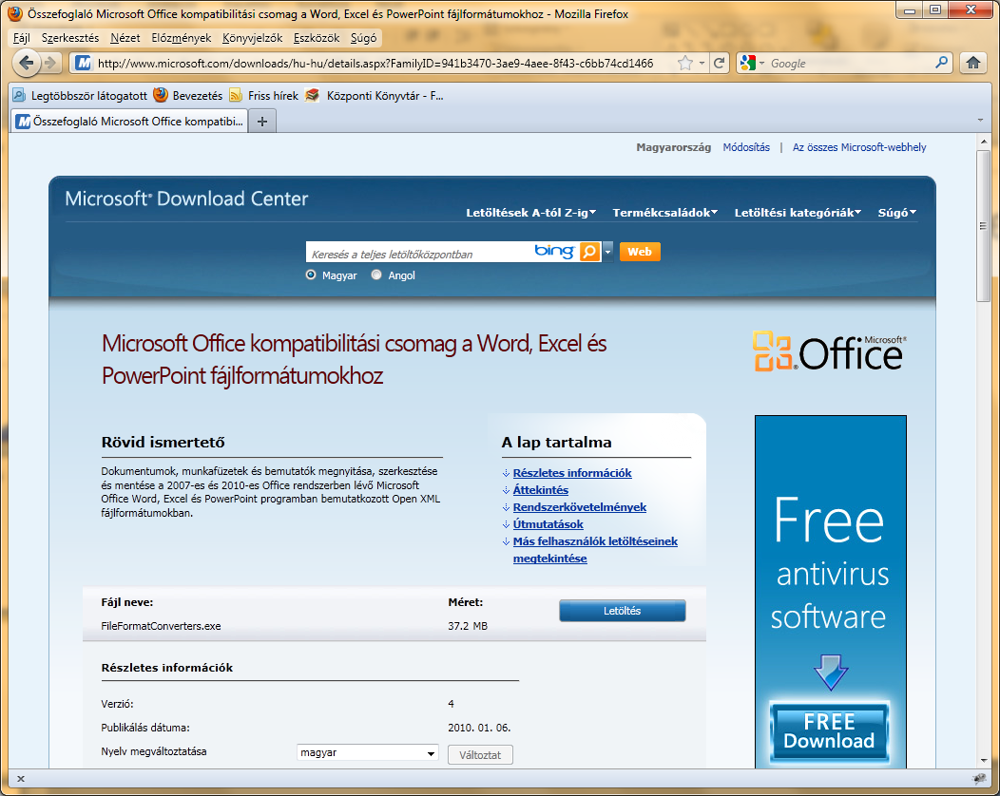 Összefoglaló Microsoft Office kompatibilitási csomag a Word, Excel és PowerPoint fájlformátumokhoz - Mozilla Firefox
Fájl Szerkesztés Nézet Előzmények Könyvjelzők Eszközök Súgó
http://www.microsoft.com/downloads/hu-hu/details.aspx?FamilyID=941b3470-3ae9-4aee-8f43-c6bb74cd1466 Google
Legtöbbször látogatott Bevezetés Friss hírek Központi Könyvtár - F...
Összefoglaló Microsoft Office kompatibi...
Magyarország Módosítás | Az összes Microsoft-webhely
Microsoft® Download Center
Letöltések A-tól Z-ig Termékcsaládok Letöltési kategóriák Súgó
Keresés a teljes letöltőközpontban bing Web
Magyar Angol
Microsoft Office kompatibilitási csomag a Word, Excel és
PowerPoint fájlformátumokhoz
Microsoft®
Office
Rövid ismertető
Dokumentumok, munkafüzetek és bemutatók megnyitása, szerkesztése
és mentése a 2007-es és 2010-es Office rendszerben lévő Microsoft
Office Word, Excel és PowerPoint programban bemutatkozott Open XML
fájlformátumokban.
A lap tartalma
Részletes információk
Áttekintés
Rendszerkövetelmények
Útmutatások
Más felhasználók letöltéseinek
megtekintése
Fájl neve: Méret:
FileFormatConverters.exe 37.2 MB
Letöltés
Részletes információk
Verzió: 4
Publikálás dátuma: 2010. 01. 06.
Nyelv megváltoztatása magyar Változtat
Free
antivirus
software
FREE
Download